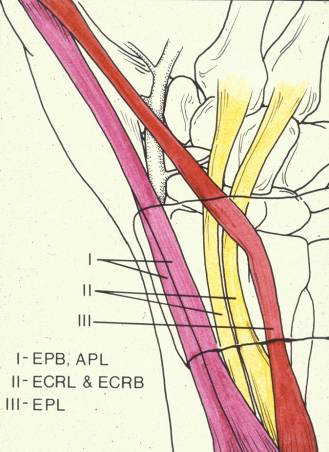 I
II
III
I-EPB, APL
II-ECRL & ECRB
III-EPL